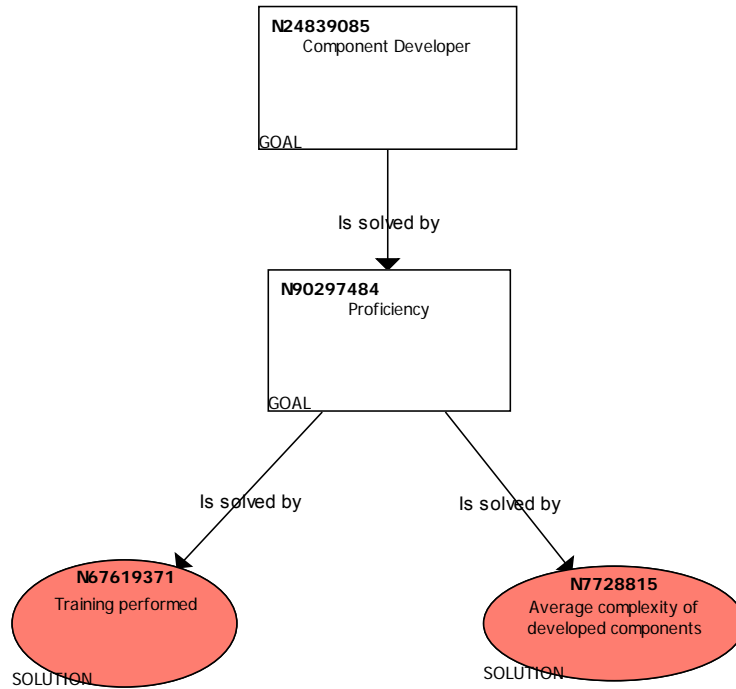 N24839085
Component Developer
GOAL
Is solved by
N90297484
Proficiency
GOAL
Is solved by
Is solved by
N67619371
Training performed
SOLUTION
N7728815
Average complexity of
developed components
SOLUTION